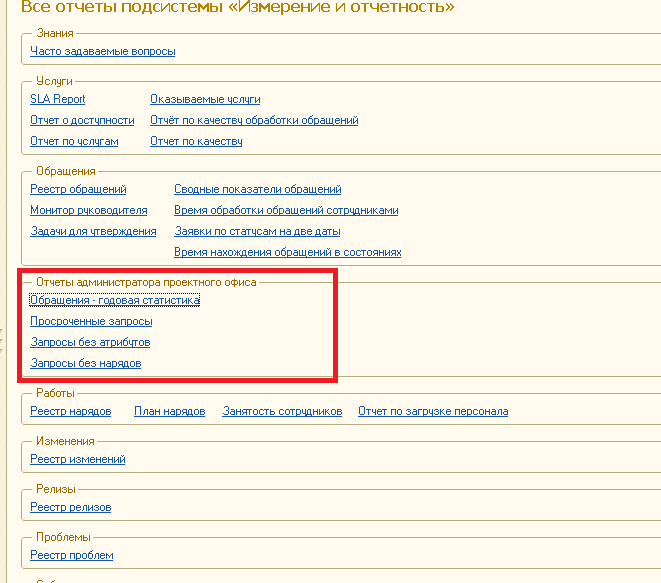 Все отчеты подсистемы «Измерение и отчетность»
Знания
Часто задаваемые вопросы
Услуги
SLA Report Оказываемые услуги
Отчет о доступности Отчёт по качеству обработки обращений
Отчет по услугам Отчет по качеству
Обращения
Реестр обращений Сводные показатели обращений
Монитор руководителя Время обработки обращений сотрудниками
Задачи для утверждения Заявки по статусам на две даты
Время нахождения обращений в состояниях
Отчеты администратора проектного офиса
Обращения - годовая статистика
Просроченные запросы
Запросы без атрибутов
Запросы без нарядов
Работы
Реестр нарядов План нарядов Занятость сотрудников Отчет по загрузке персонала
Изменения
Реестр изменений
Релизы
Реестр релизов
Проблемы
Реестр проблем